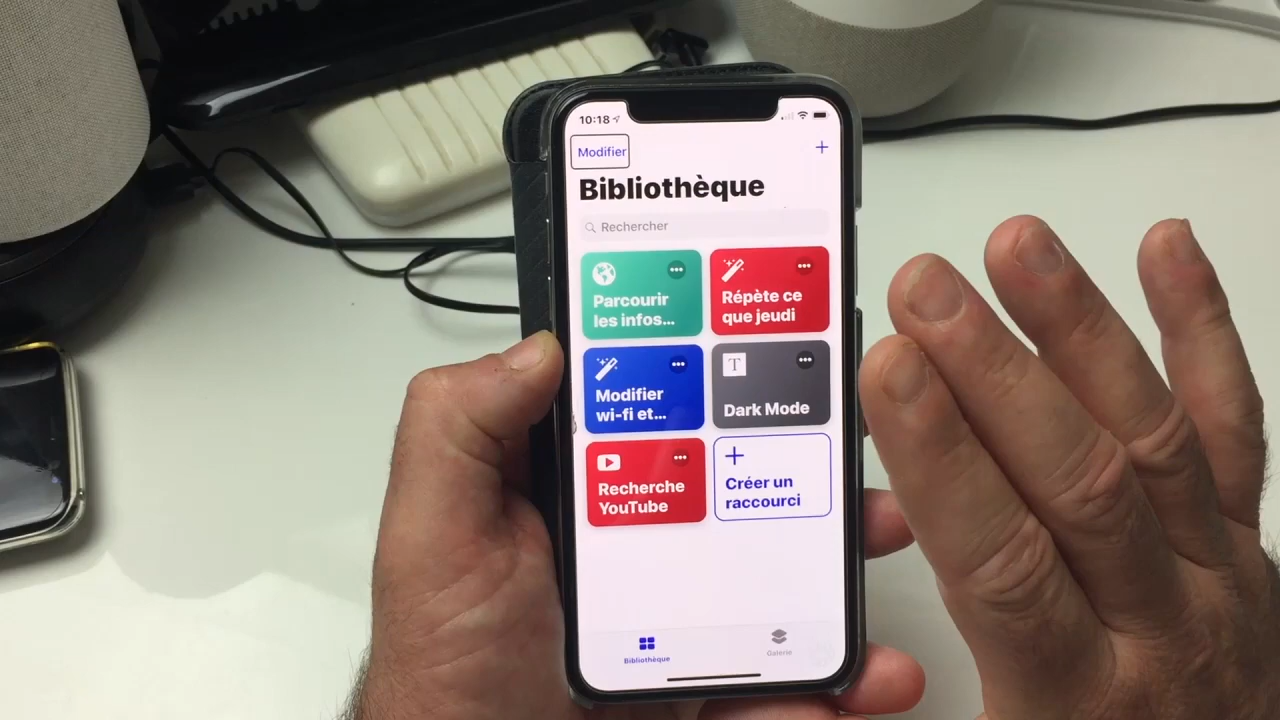 10:18
Modifier
+
Bibliothèque
Rechercher
Parcourir
les infos...
Répète ce
que jeudi
Modifier
wi-fi et...
T
Dark Mode
Recherche
YouTube
Créer un
raccourci
Bibliothèque
Galerie